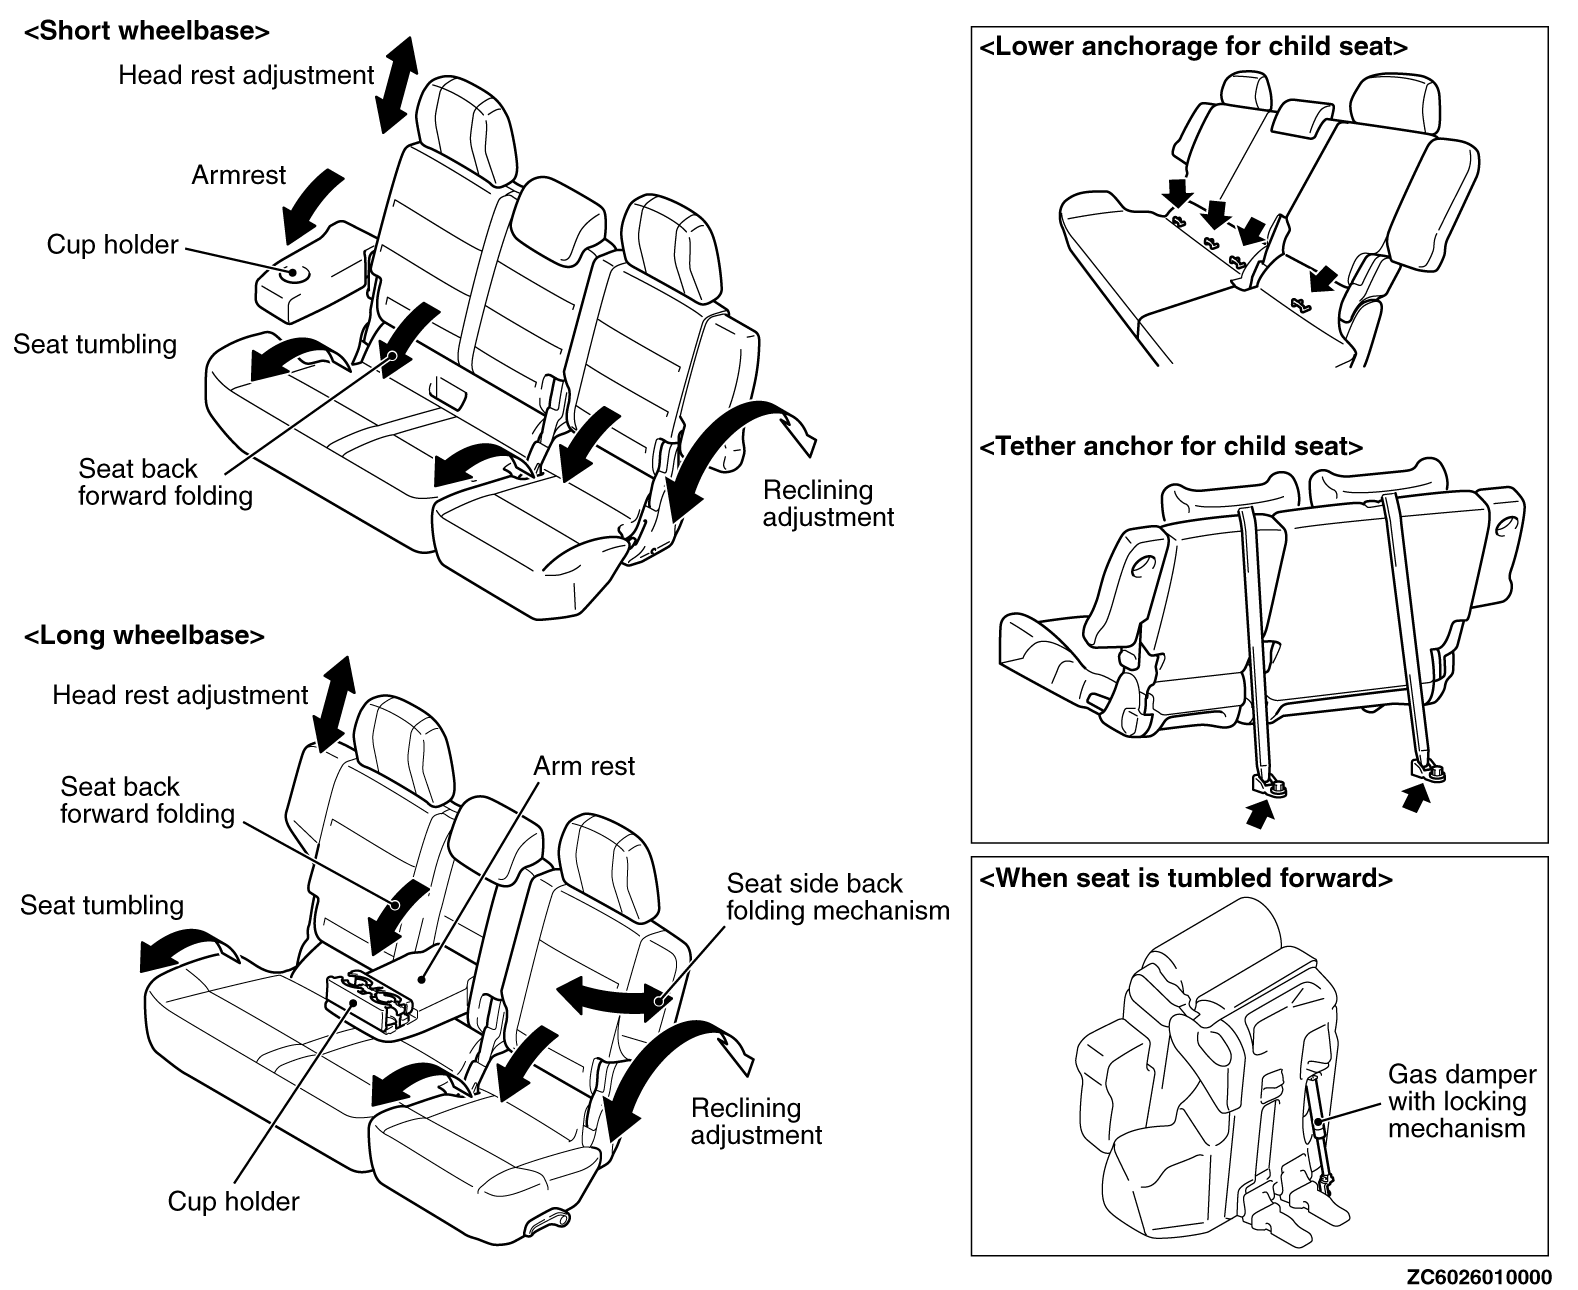 <Short wheelbase>
Head rest adjustment
Armrest
Cup holder
Seat tumbling
Seat back
forward folding
Reclining
adjustment
<Long wheelbase>
Head rest adjustment
Arm rest
Seat back
forward folding
Seat side back
folding mechanism
Seat tumbling
Reclining
adjustment
Cup holder
<Lower anchorage for child seat>
<Tether anchor for child seat>
<When seat is tumbled forward>
Gas damper
with locking
mechanism
ZC6026010000